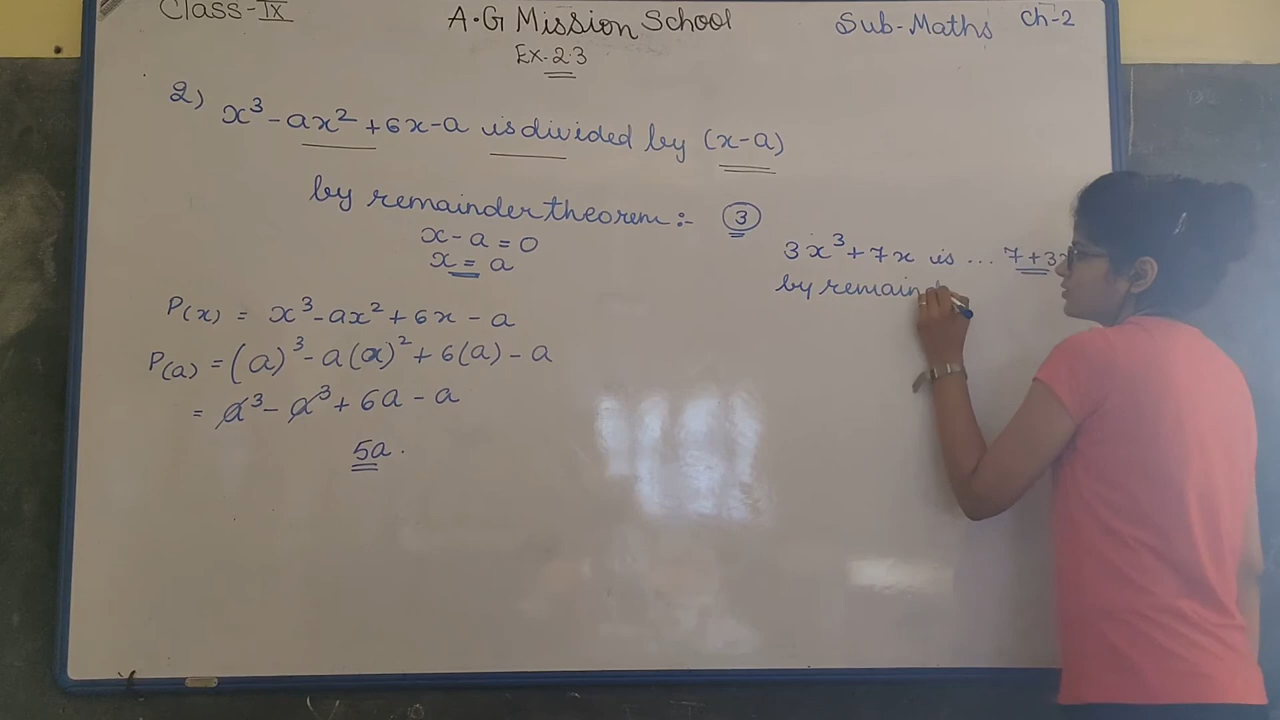 Class-IX
A.G Mission School
Sub-Maths Ch-2
Ex-2.3
2) x³-ax²+6x-a is divided by (x-a)
by remainder theorem:-
x-a=0
x=a
P(x) = x³-ax²+6x-a
P(a) = (a)³-a(a)²+6(a)-a
= a³-a³+6a-a
5a.
3
3x³+7x is ... 7+3x
by remaind